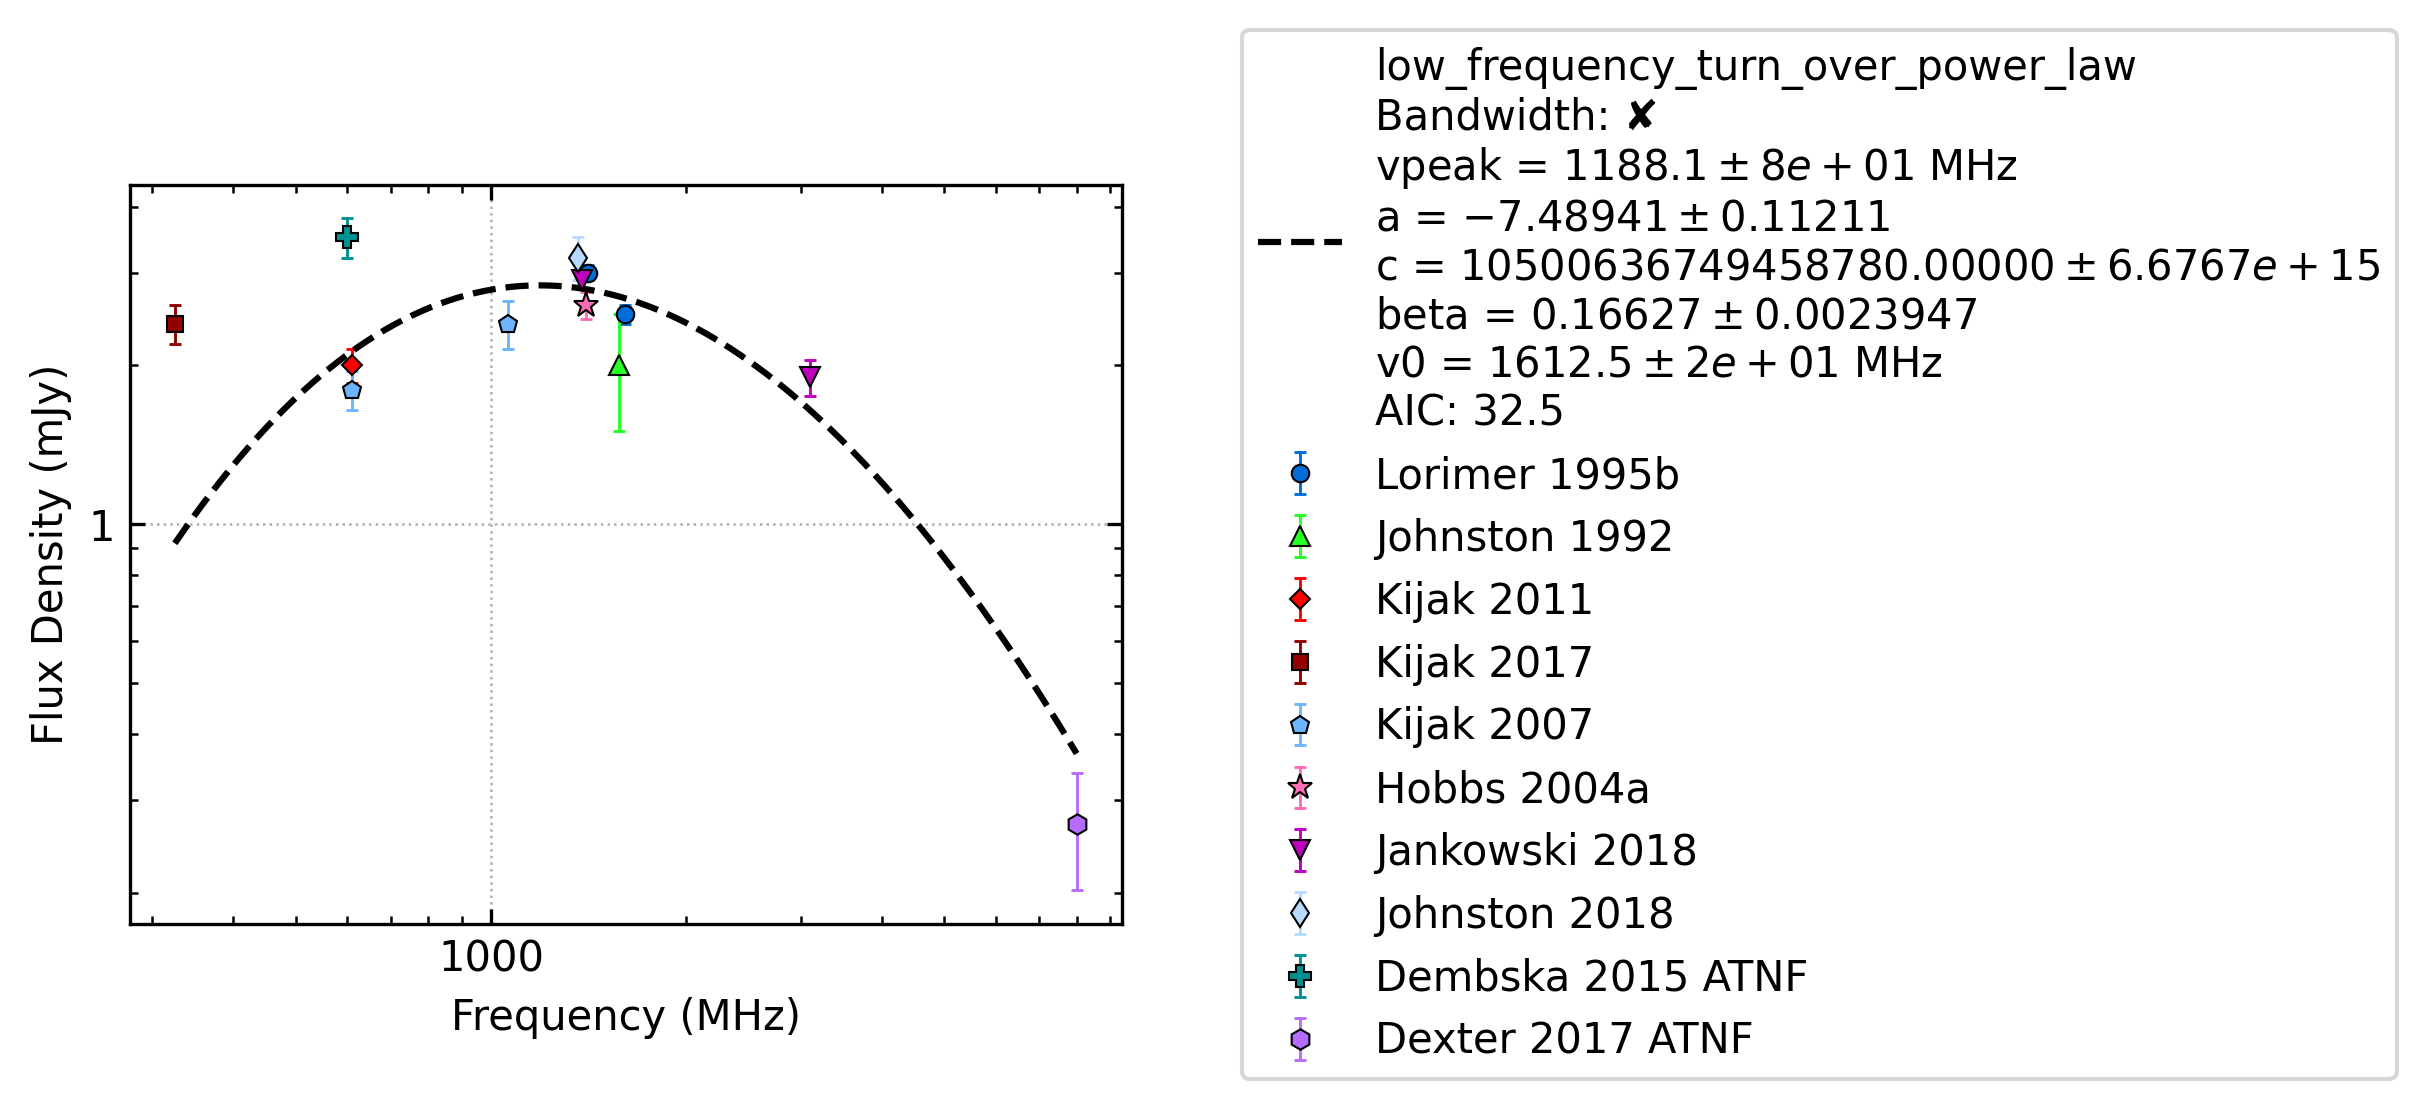 Flux Density (mJy)
1
1000
Frequency (MHz)
low_frequency_turn_over_power_law
Bandwidth: ✘
vpeak = 1188.1 ± 8e + 01 MHz
a = −7.48941 ± 0.11211
c = 10500636749458780.00000 ± 6.6767e + 15
beta = 0.16627 ± 0.0023947
v0 = 1612.5 ± 2e + 01 MHz
AIC: 32.5
Lorimer 1995b
Johnston 1992
Kijak 2011
Kijak 2017
Kijak 2007
Hobbs 2004a
Jankowski 2018
Johnston 2018
Dembska 2015 ATNF
Dexter 2017 ATNF